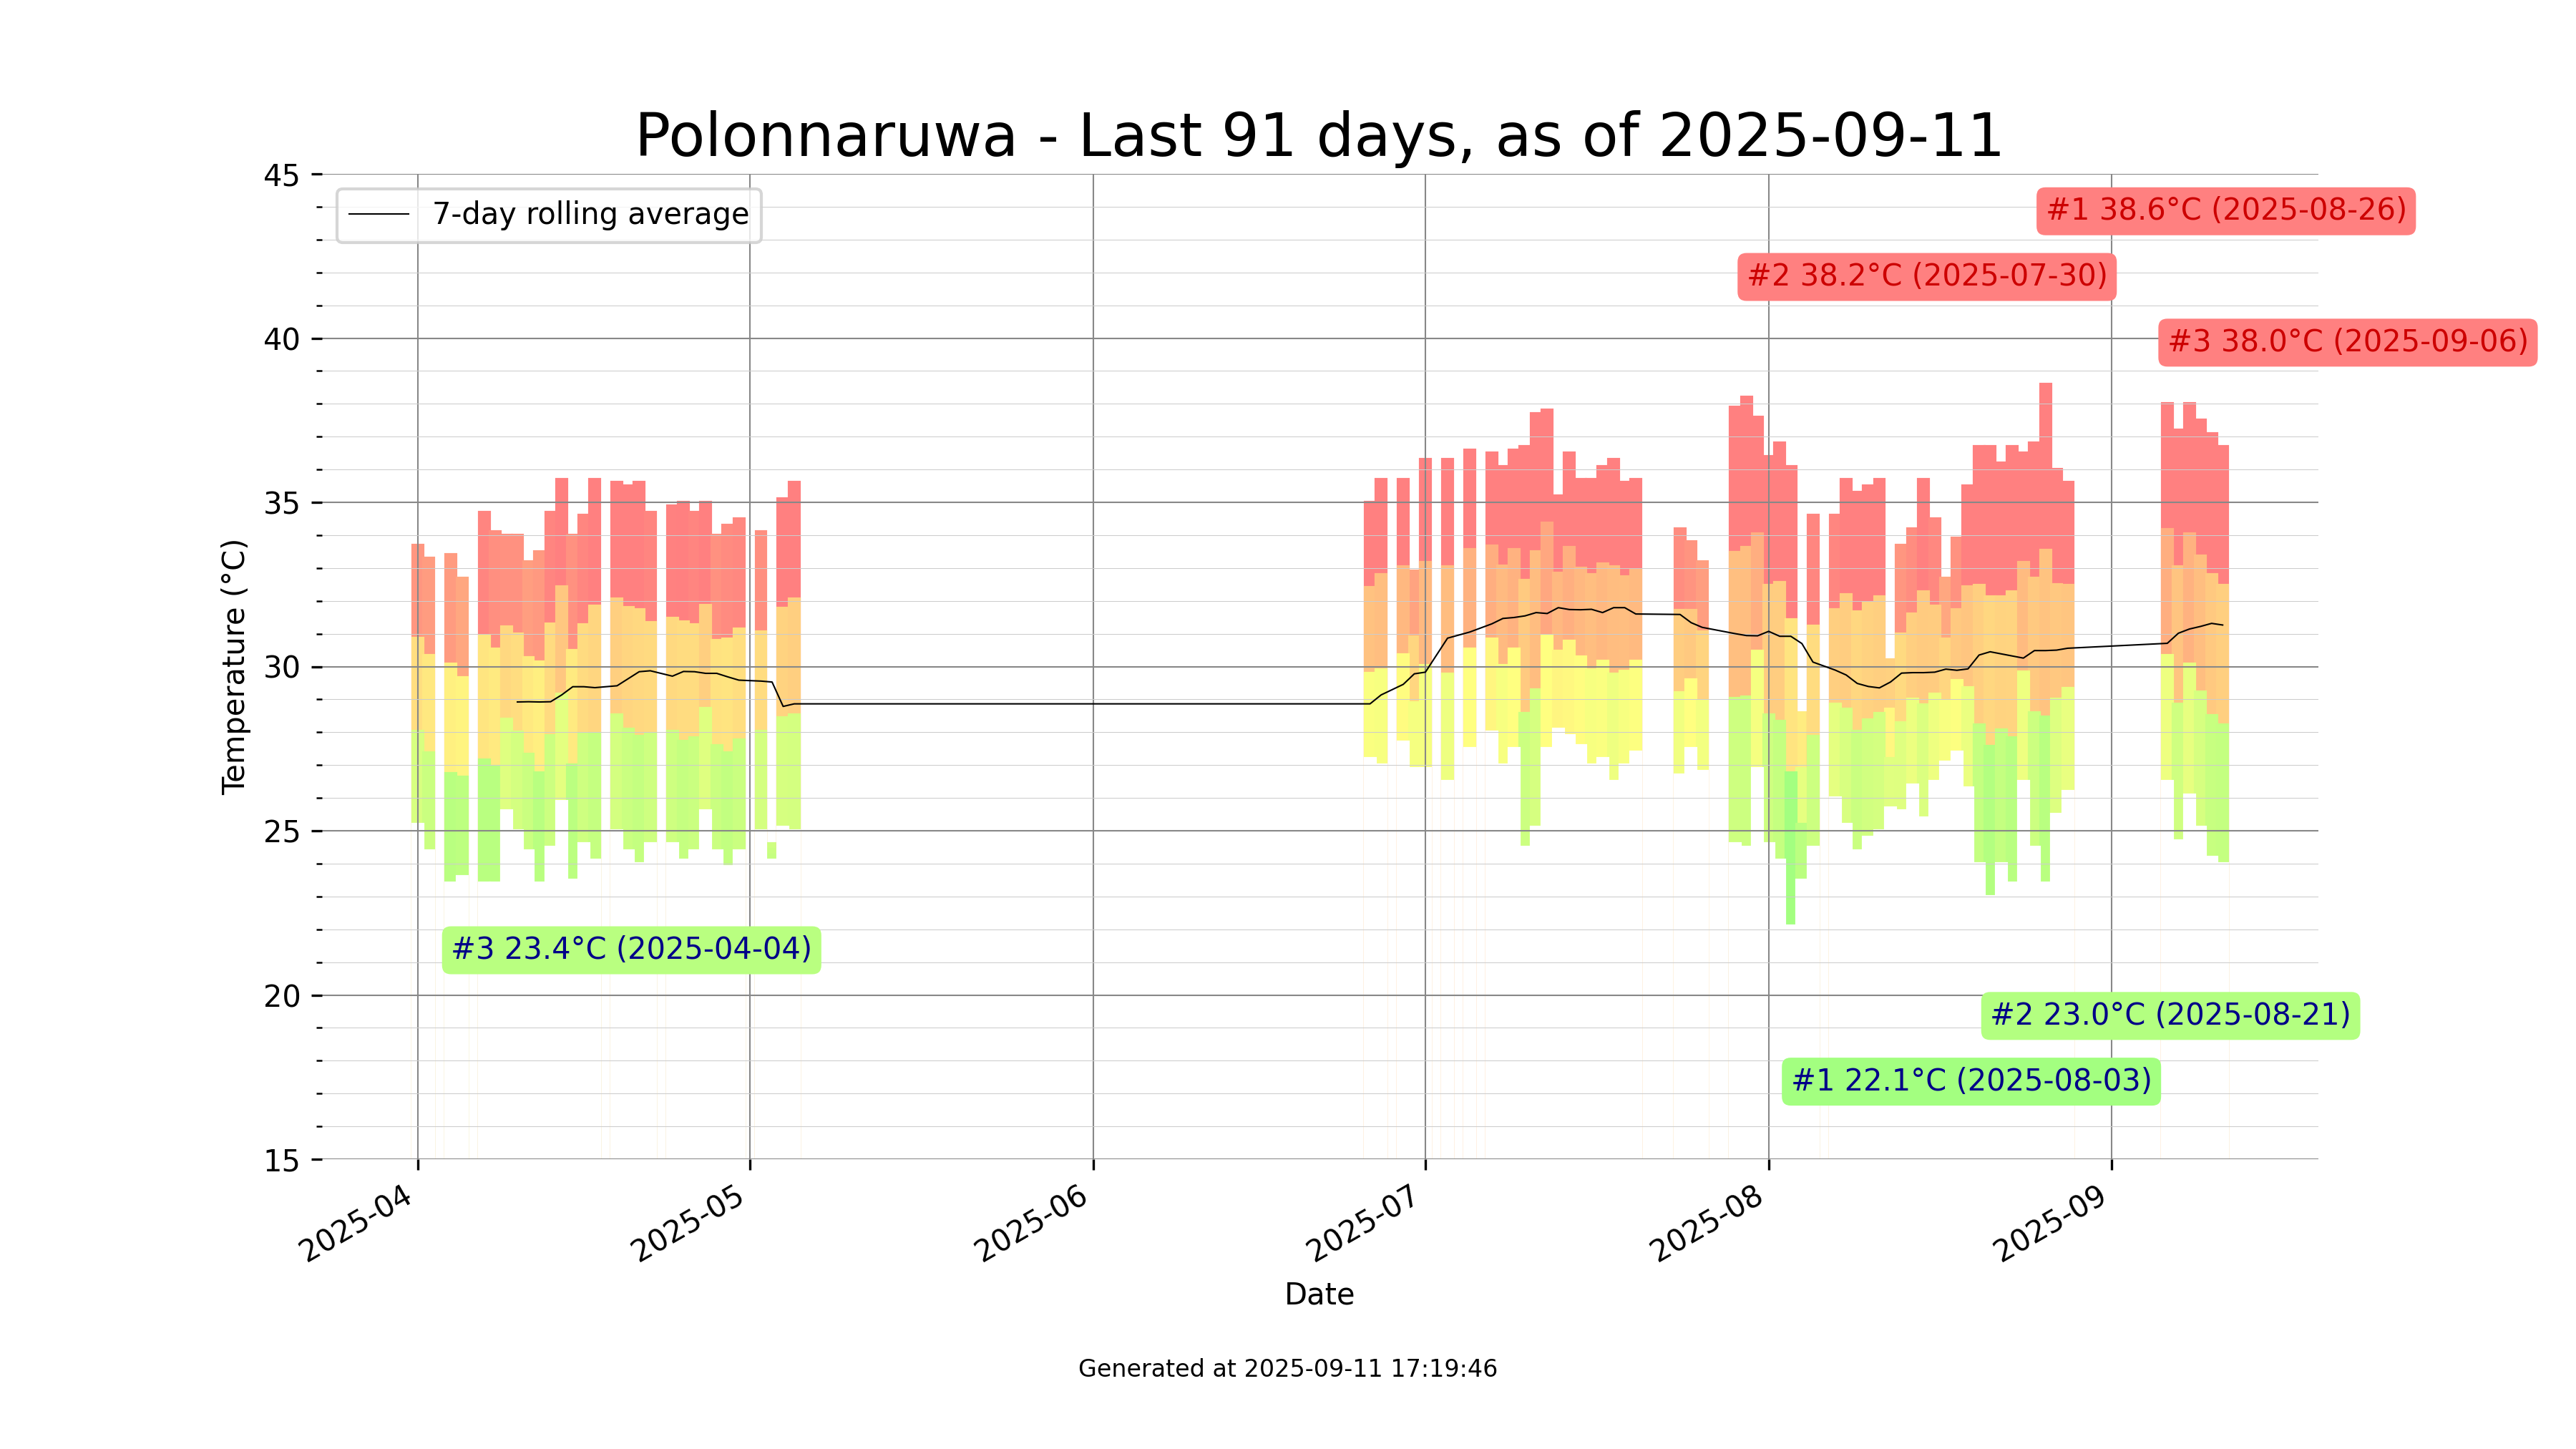 Polonnaruwa - Last 91 days, as of 2025-09-11
45
7-day rolling average
#1 38.6°C (2025-08-26)
#2 38.2°C (2025-07-30)
#3 38.0°C (2025-09-06)
40
35
30
25
20
15
Temperature (°C)
#3 23.4°C (2025-04-04)
#2 23.0°C (2025-08-21)
#1 22.1°C (2025-08-03)
2025-04
2025-05
2025-06
2025-07
2025-08
2025-09
Date
Generated at 2025-09-11 17:19:46